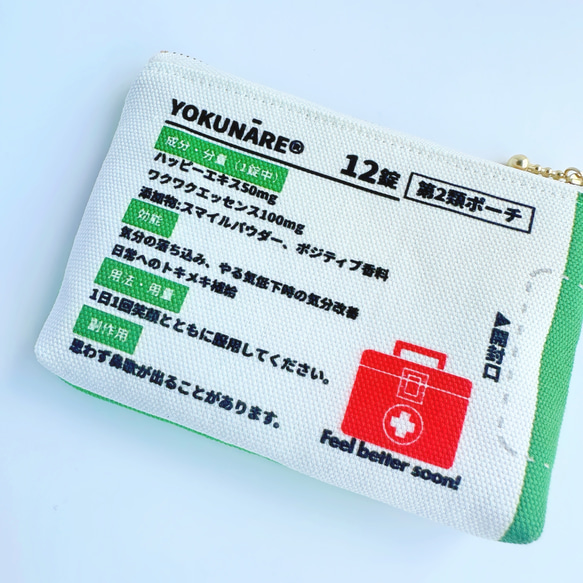 YOKUNĀRE®
12錠
第2類ポーチ
成分・分量(1錠中)
ハッピーエキス50mg
ワクワクエッセンス100mg
添加物:スマイルパウダー、ポジティブ香料
効能
気分の落ち込み、やる気低下時の気分改善
日常へのトキメキ補給
用法・用量
1日1回笑顔とともに服用してください。
副作用
思わず鼻歌が出ることがあります。
▲開封口
Feel better soon!